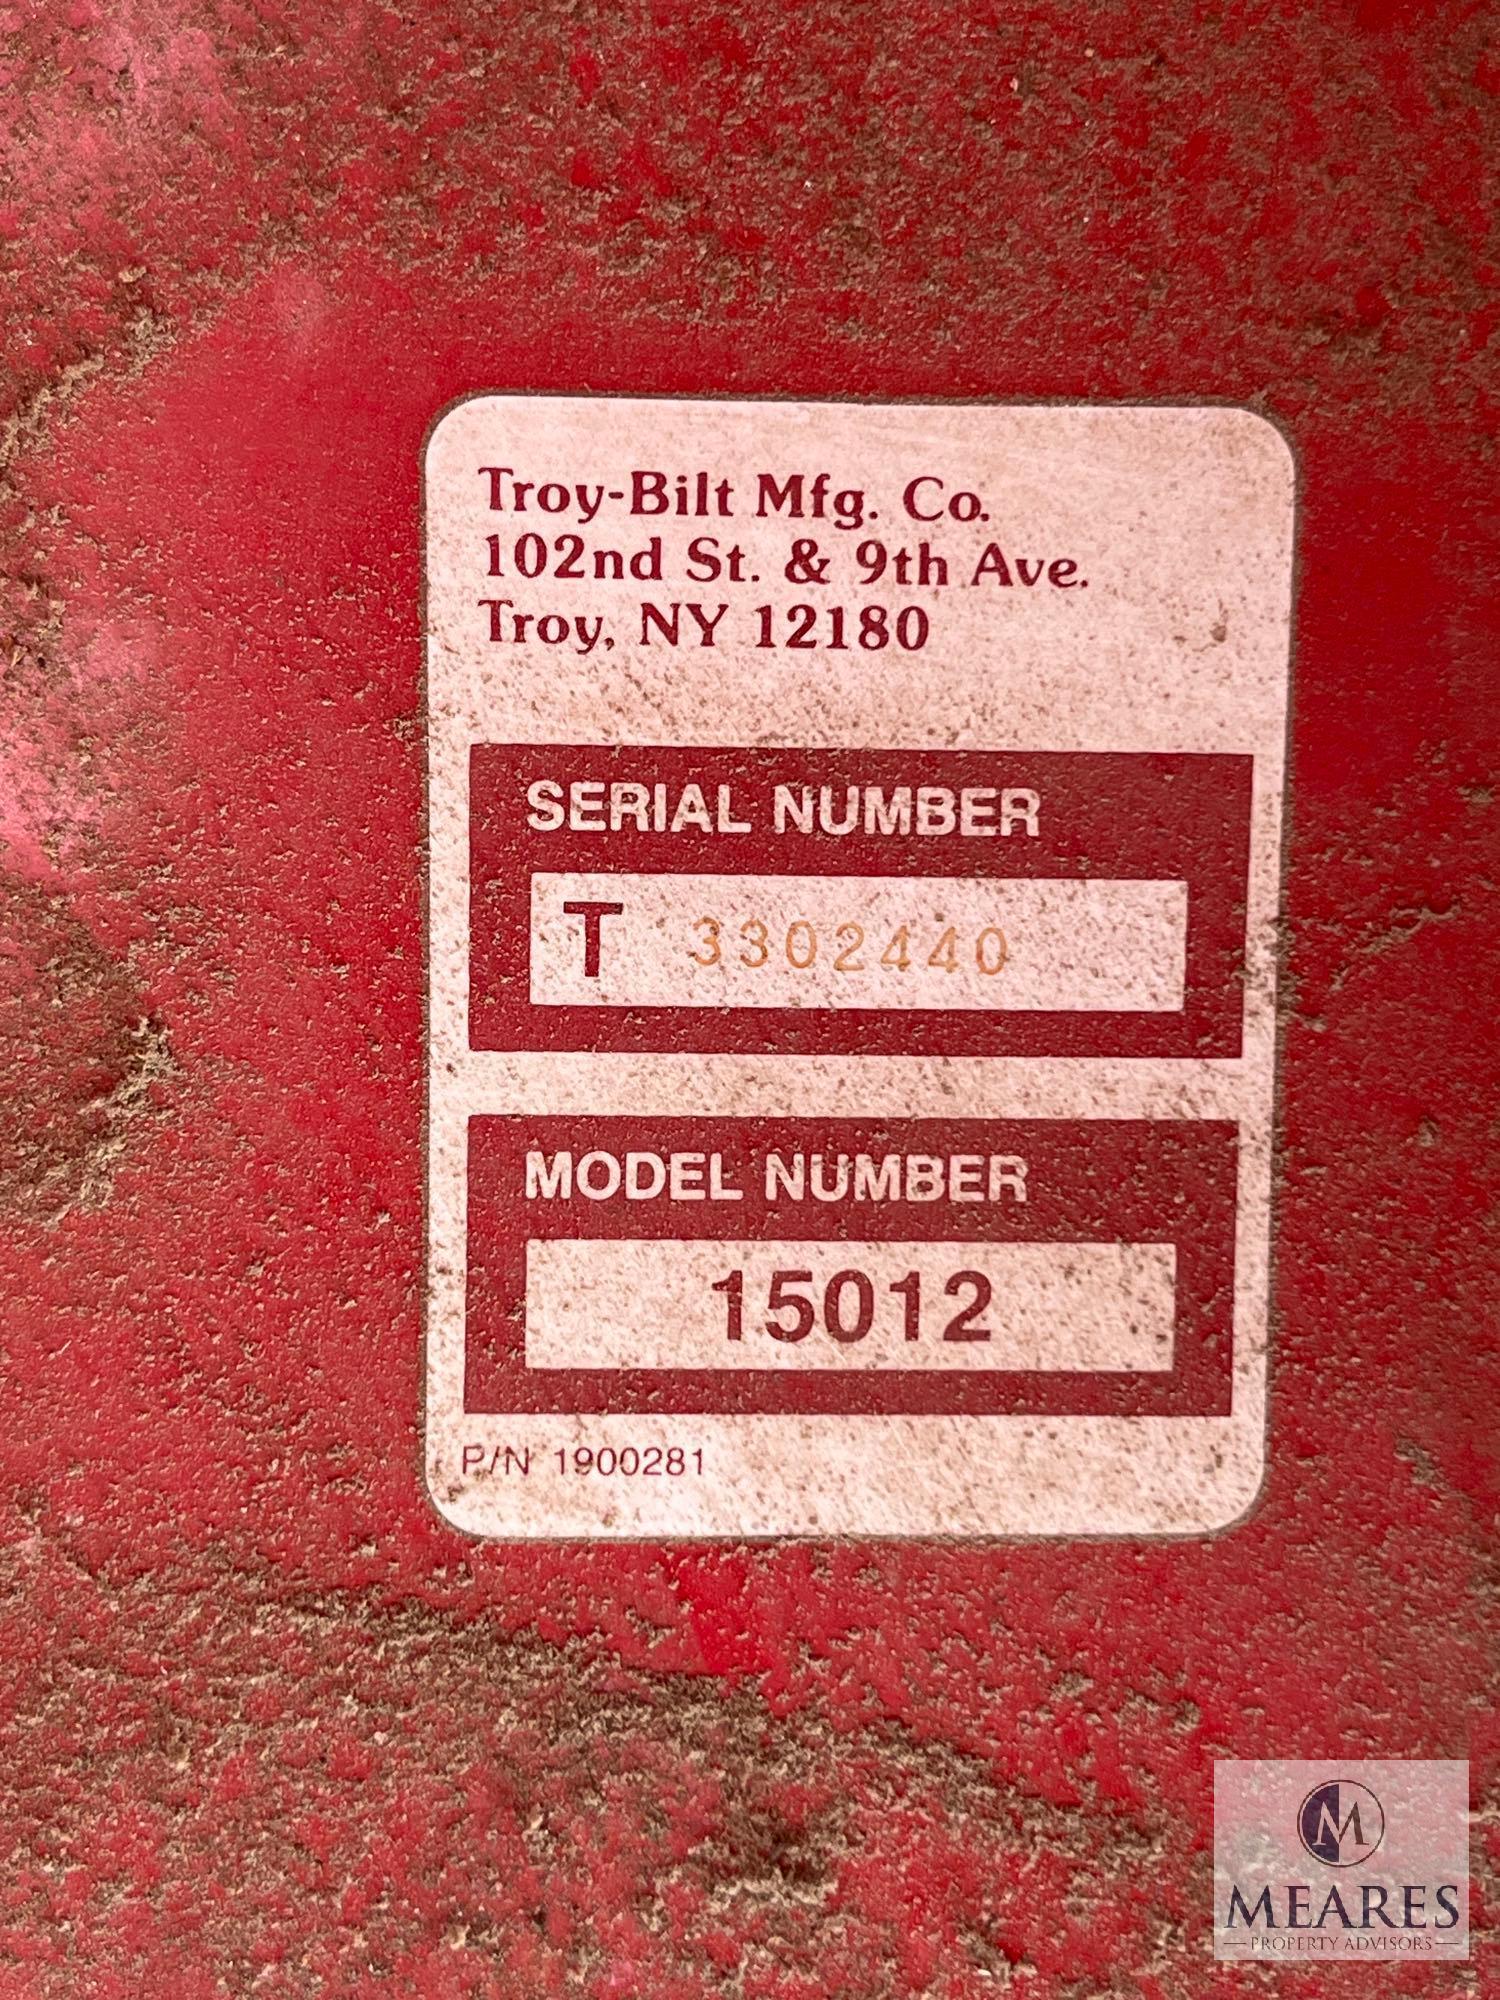 Troy-Bilt Mfg. Co.
102nd St. & 9th Ave.
Troy, NY 12180
SERIAL NUMBER
T 3302440
MODEL NUMBER
15012
P/N 1900281
M
MEARES
PROPERTY ADVISORS